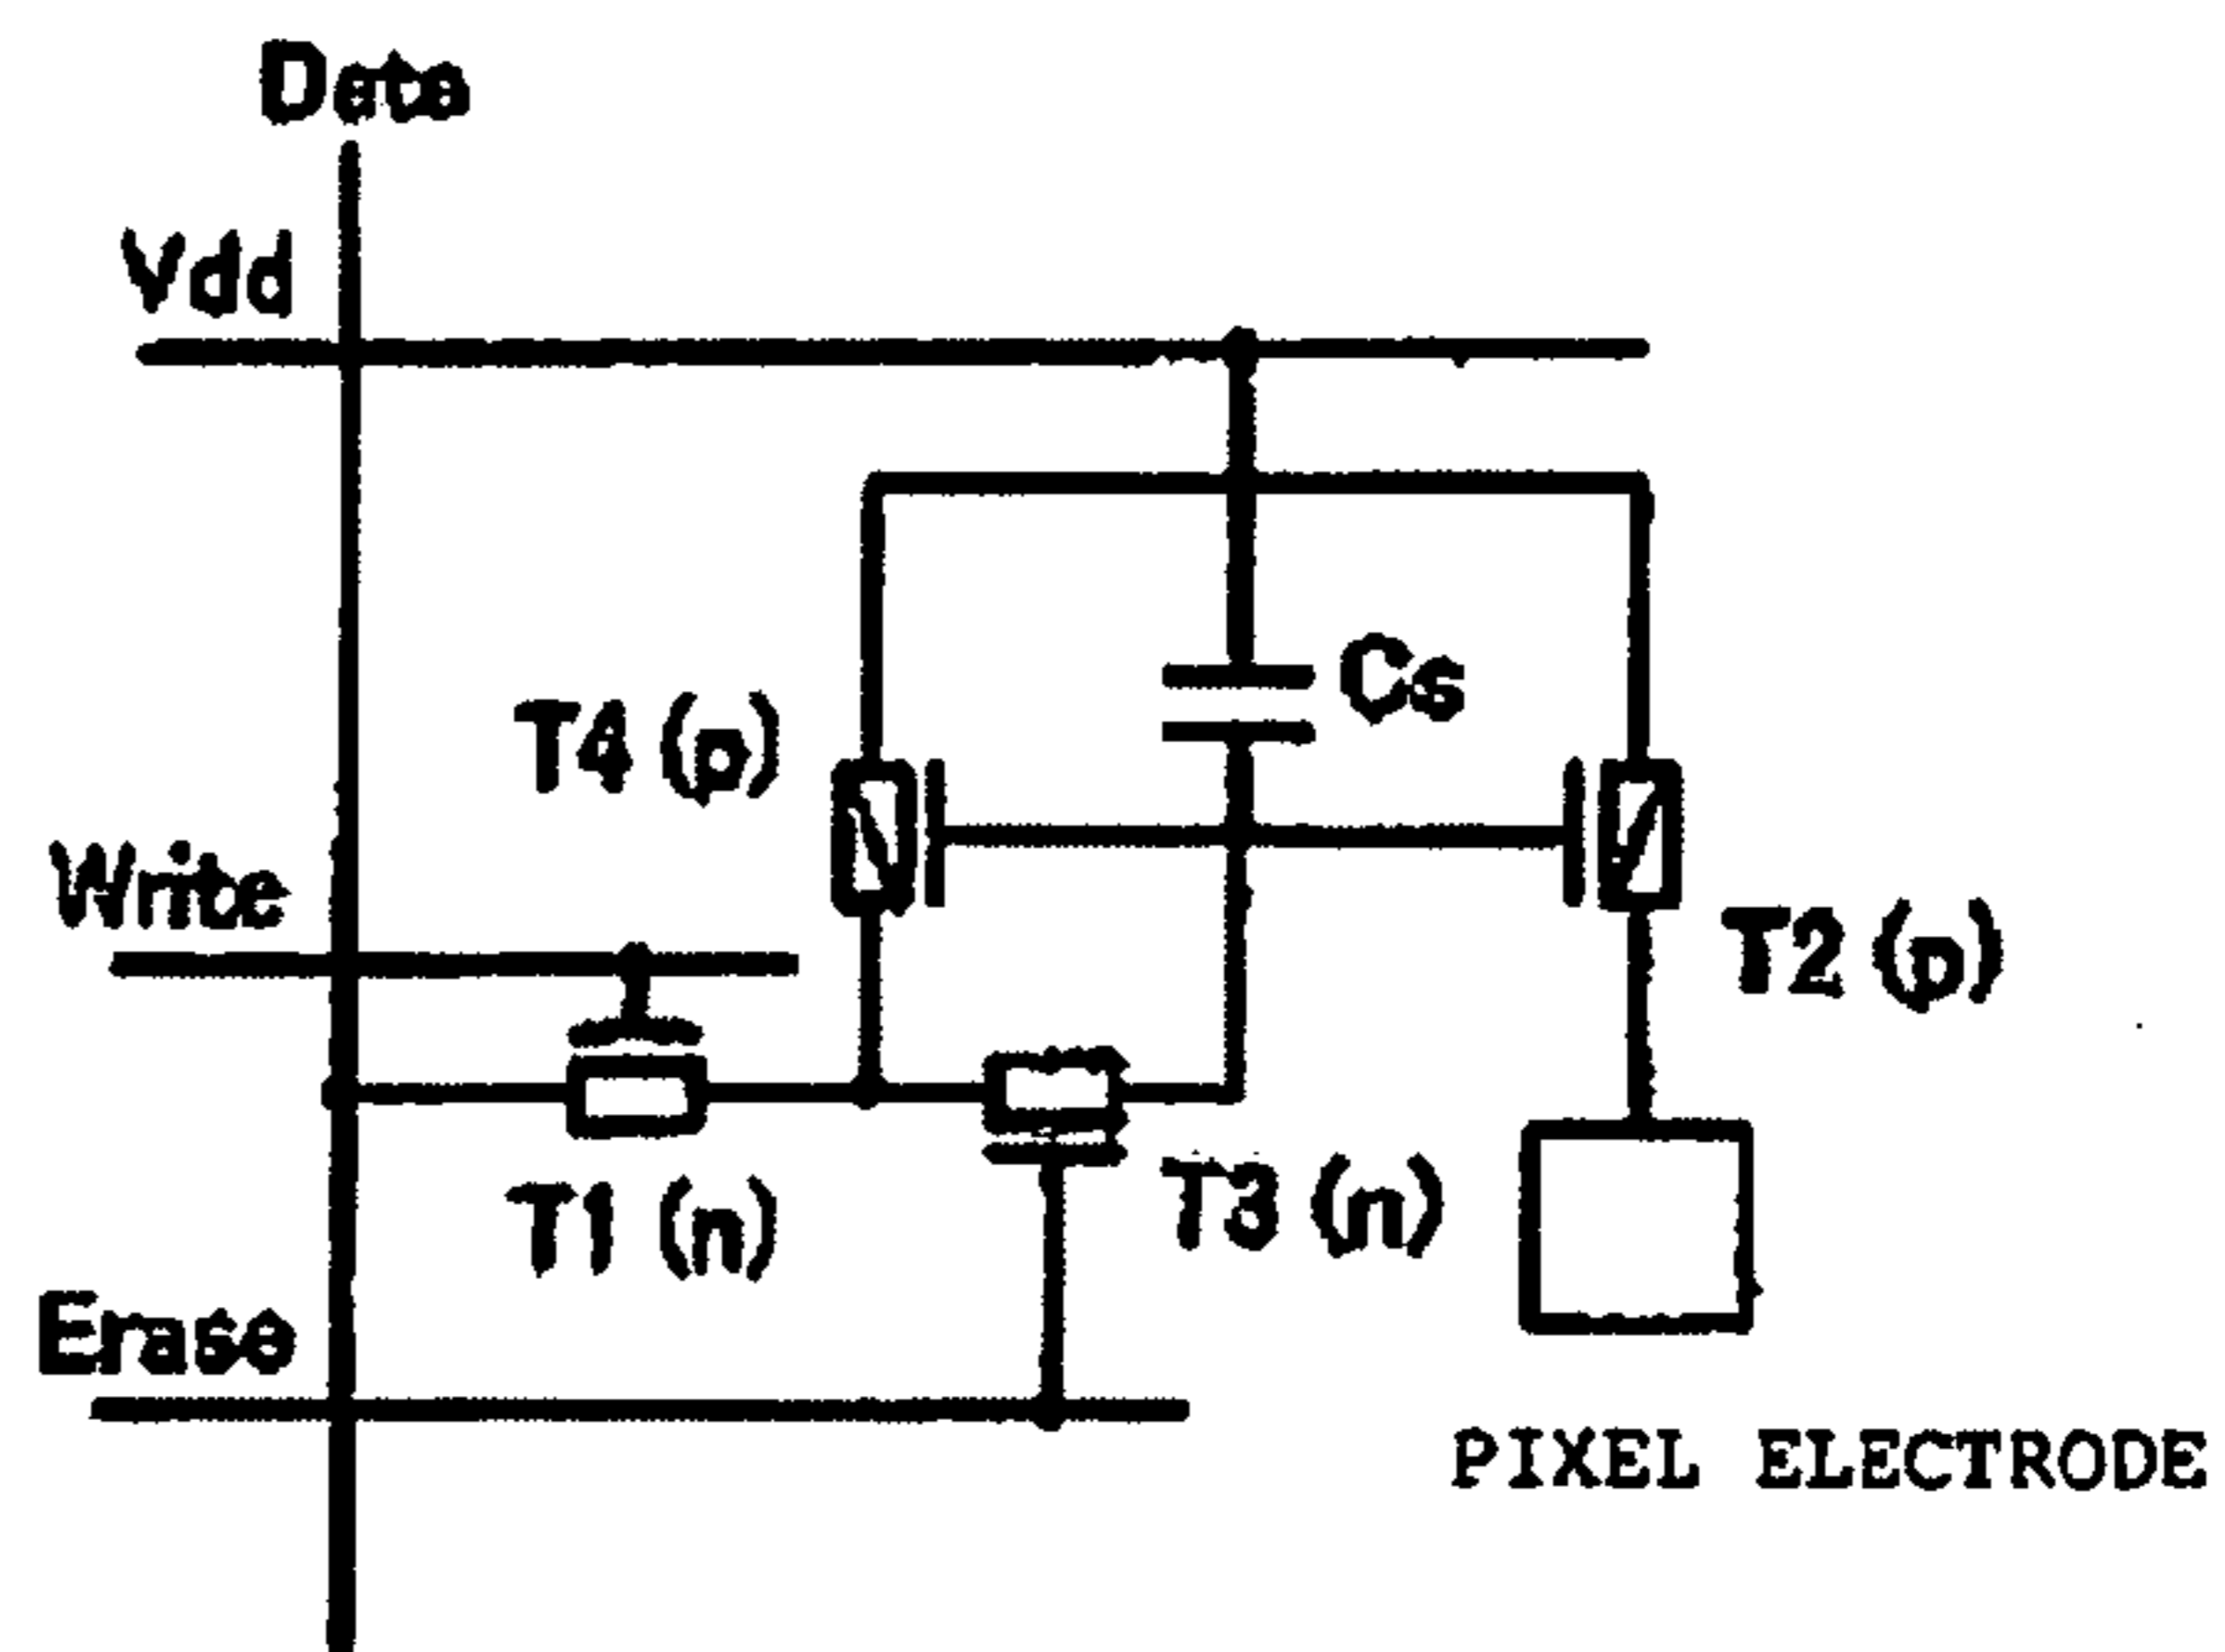 Data
Vdd
Cs
T4 (p)
Write
T2 (p)
T1 (n)
T3 (n)
Erase
PIXEL ELECTRODE